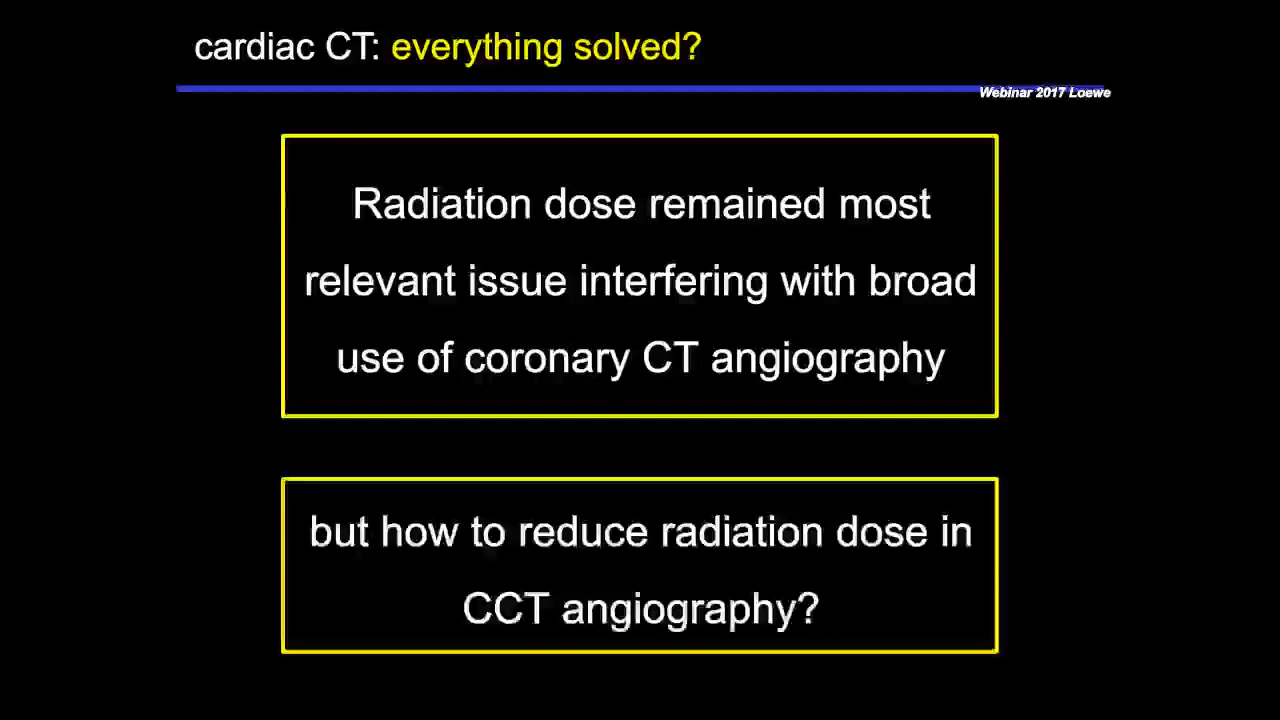 cardiac CT: everything solved?
Webinar 2017 Loewe
Radiation dose remained most
relevant issue interfering with broad
use of coronary CT angiography
but how to reduce radiation dose in
CCT angiography?